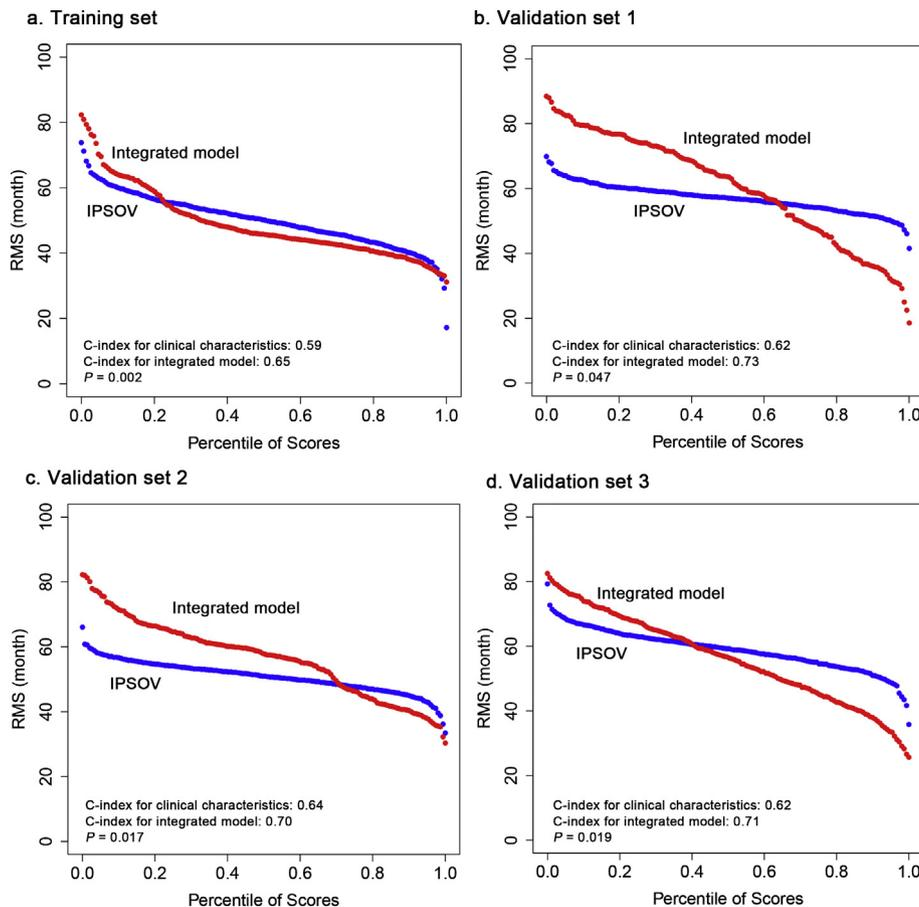 a. Training set
RMS (month)
100
80
60
40
20
0
Integrated model
IPSOV
C-index for clinical characteristics: 0.59
C-index for integrated model: 0.65
P = 0.002
0.0 0.2 0.4 0.6 0.8 1.0
Percentile of Scores
b. Validation set 1
RMS (month)
100
80
60
40
20
0
Integrated model
IPSOV
C-index for clinical characteristics: 0.62
C-index for integrated model: 0.73
P = 0.047
0.0 0.2 0.4 0.6 0.8 1.0
Percentile of Scores
c. Validation set 2
RMS (month)
100
80
60
40
20
0
Integrated model
IPSOV
C-index for clinical characteristics: 0.64
C-index for integrated model: 0.70
P = 0.017
0.0 0.2 0.4 0.6 0.8 1.0
Percentile of Scores
d. Validation set 3
RMS (month)
100
80
60
40
20
0
Integrated model
IPSOV
C-index for clinical characteristics: 0.62
C-index for integrated model: 0.71
P = 0.019
0.0 0.2 0.4 0.6 0.8 1.0
Percentile of Scores